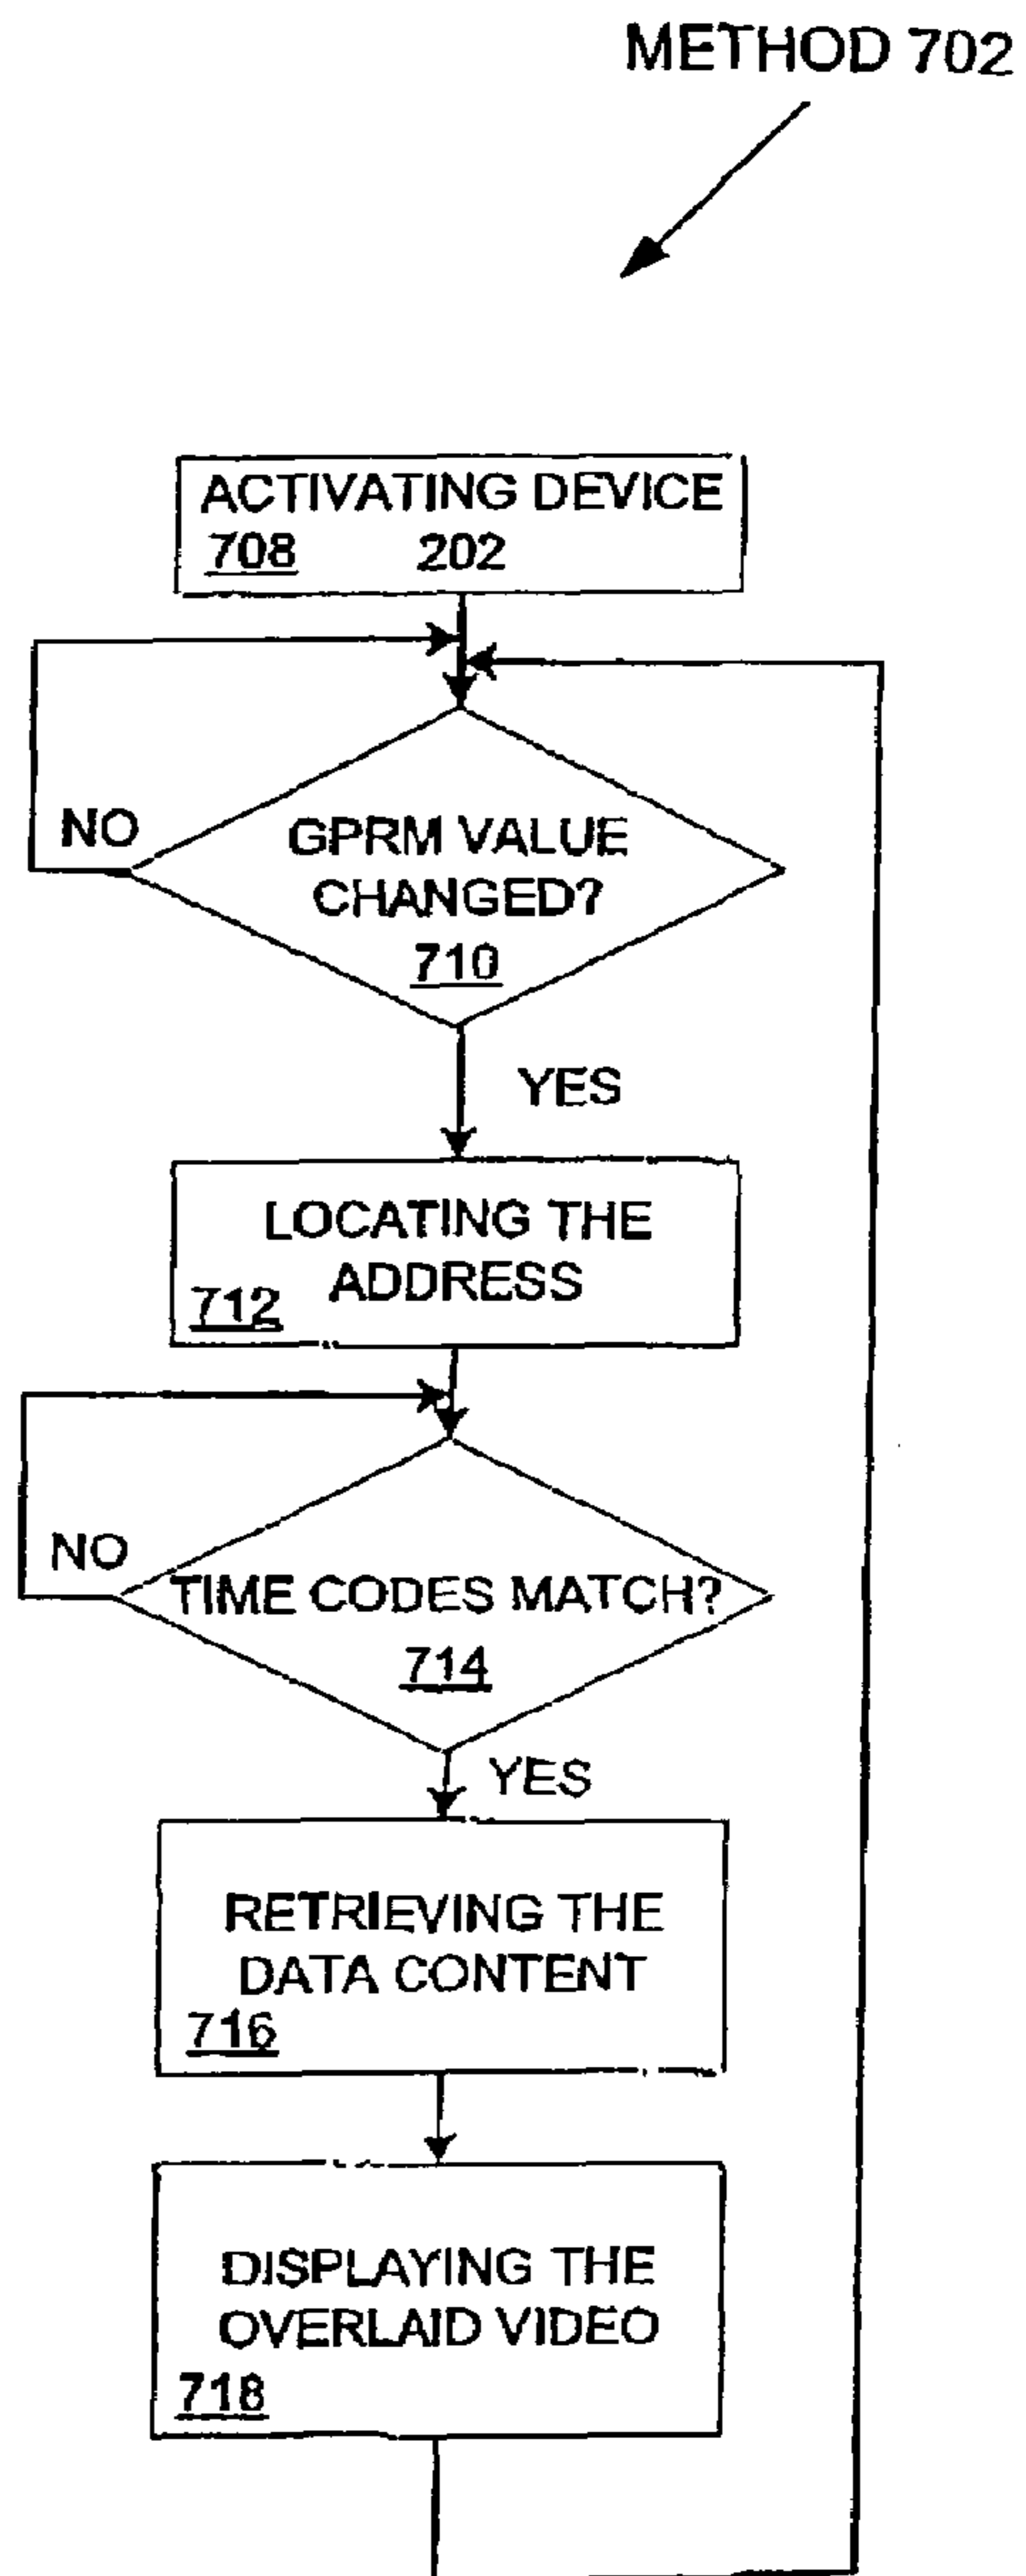 METHOD 702
ACTIVATING DEVICE
708 202
NO
GPRM VALUE
CHANGED?
710
YES
LOCATING THE
ADDRESS
712
NO
TIME CODES MATCH?
714
YES
RETRIEVING THE
DATA CONTENT
716
DISPLAYING THE
OVERLAID VIDEO
718